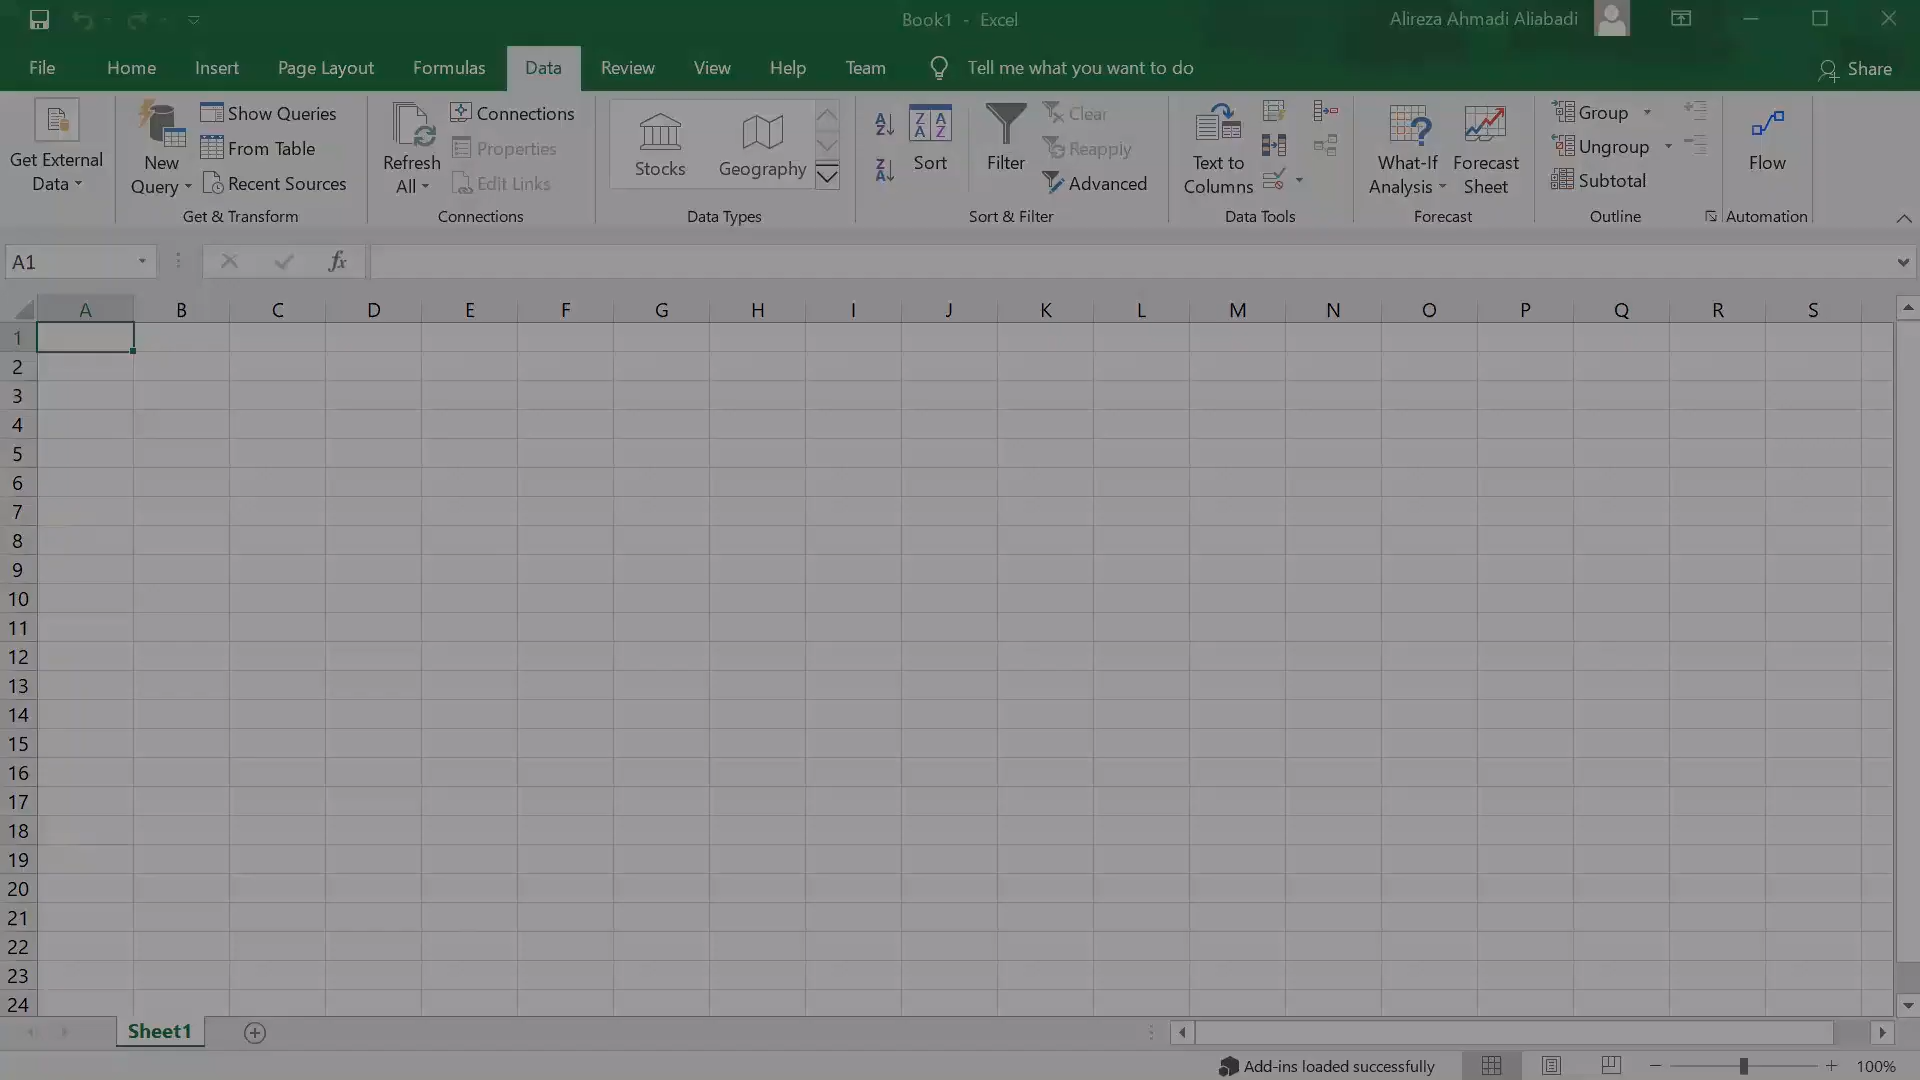 Book1 - Excel
Alireza Ahmadi Aliabadi
File Home Insert Page Layout Formulas Data Review View Help Team Tell me what you want to do Share
Get External Data
New Query
Show Queries
From Table
Recent Sources
Get & Transform
Refresh All
Connections
Properties
Edit Links
Connections
Stocks
Geography
Data Types
Sort
Filter
Clear
Reapply
Advanced
Sort & Filter
Text to Columns
Data Tools
What-If Analysis
Forecast Sheet
Forecast
Group
Ungroup
Subtotal
Outline
Flow
Automation
A1
fx
A B C D E F G H I J K L M N O P Q R S
1
2
3
4
5
6
7
8
9
10
11
12
13
14
15
16
17
18
19
20
21
22
23
24
Sheet1
Add-ins loaded successfully
100%